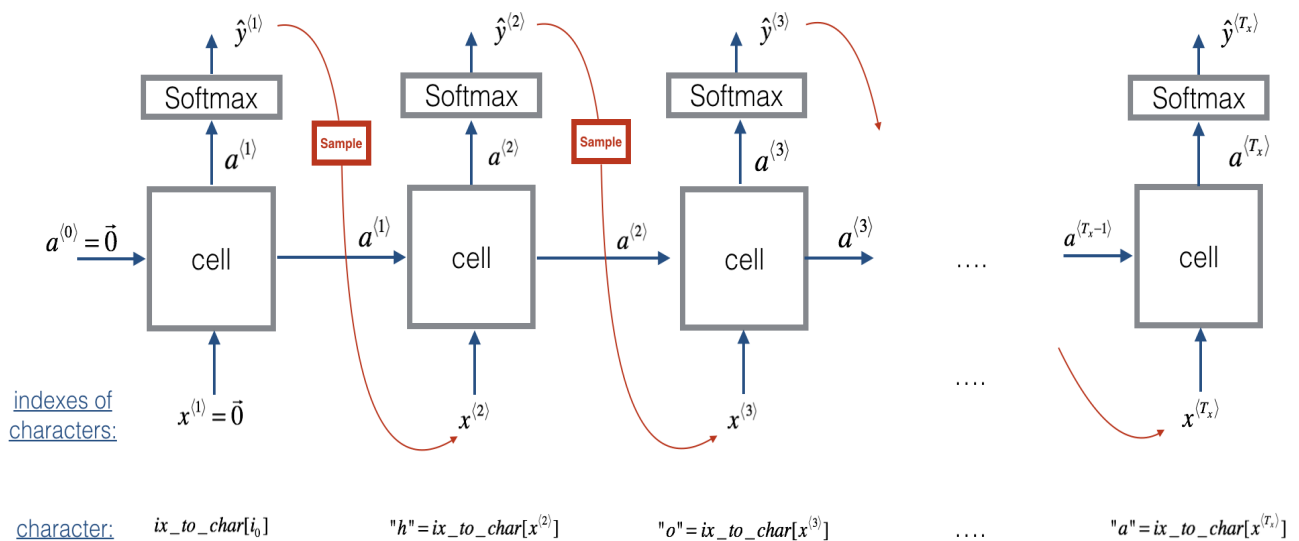 ŷ⟨1⟩ ŷ⟨2⟩ ŷ⟨3⟩ ŷ⟨Tₓ⟩
Softmax Softmax Softmax Softmax
Sample Sample
a⟨1⟩ a⟨2⟩ a⟨3⟩ a⟨Tₓ⟩
a⟨0⟩ = 0⃗ a⟨1⟩ a⟨2⟩ a⟨3⟩ a⟨Tₓ−1⟩
cell cell cell .... cell
....
indexes of
characters:
x⟨1⟩ = 0⃗ x⟨2⟩ x⟨3⟩ x⟨Tₓ⟩
character: ix_to_char[i₀] "h" = ix_to_char[x⟨2⟩] "o" = ix_to_char[x⟨3⟩] .... "a" = ix_to_char[x⟨Tₓ⟩]